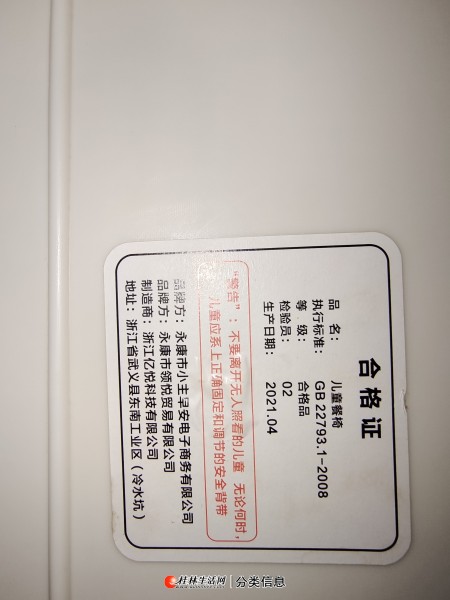 合格证
品 名： 儿童餐椅
执行标准： GB 22793.1-2008
等 级： 合格品
检验员： 02
生产日期： 2021.04
“警告”：不要离开无人照看的儿童 无论何时，
儿童应系上正确固定和调节的安全背带
品牌方：永康市小主早安电子商务有限公司
品牌方：永康市领悦贸易有限公司
制造商：浙江亿悦科技有限公司
地址：浙江省武义县东南工业区（冷水坑）
桂林生活网 分类信息